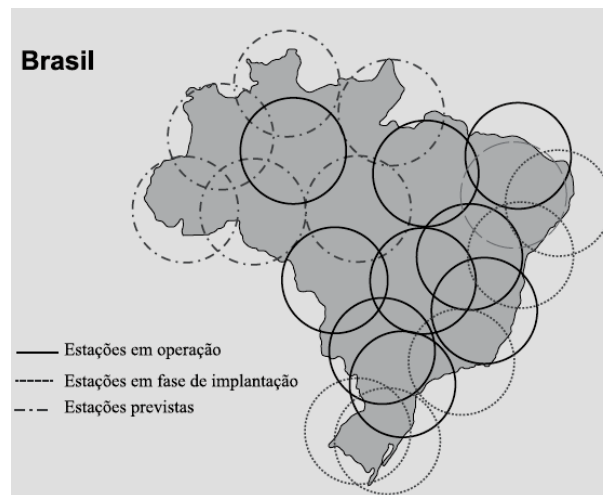 Brasil
Estações em operação
Estações em fase de implantação
Estações previstas